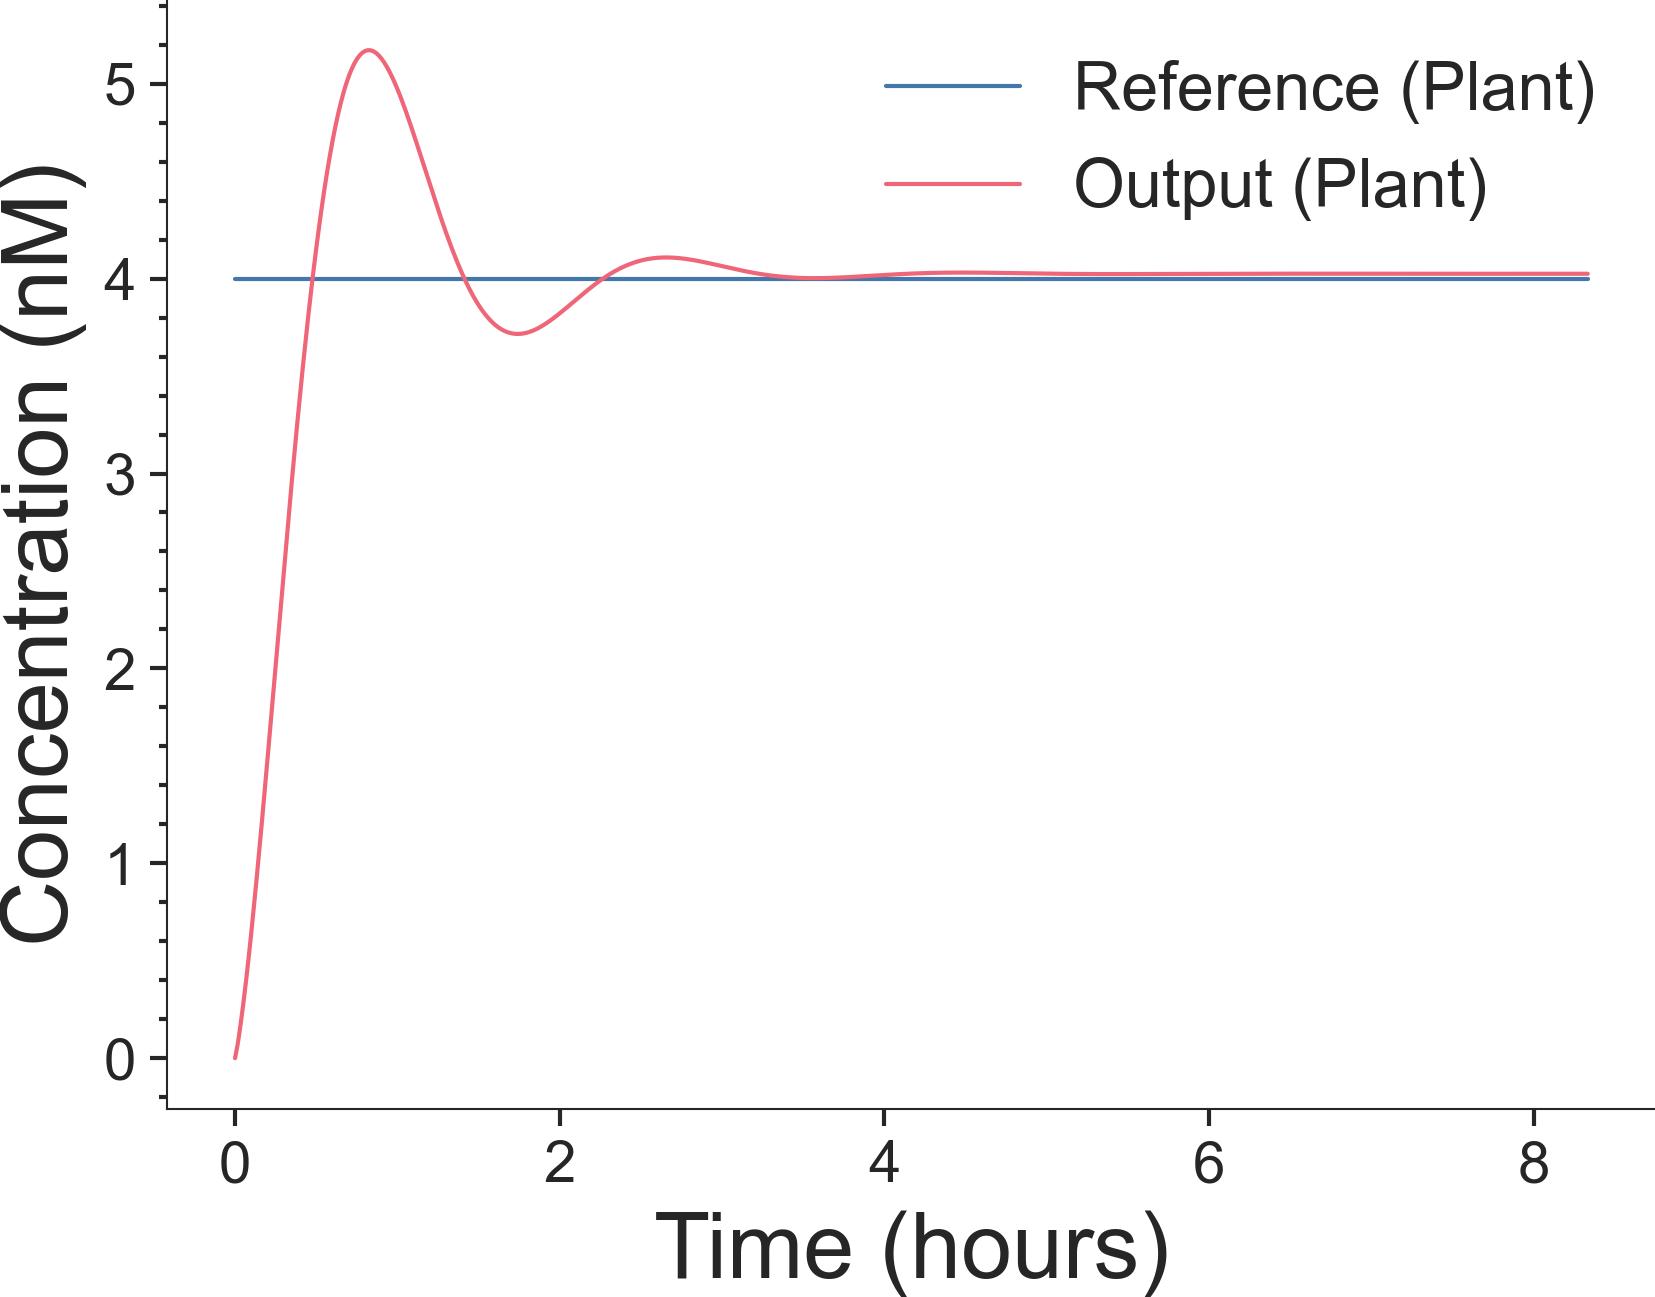 Reference (Plant)
Output (Plant)
Concentration (nM)
5
4
3
2
1
0
0 2 4 6 8
Time (hours)